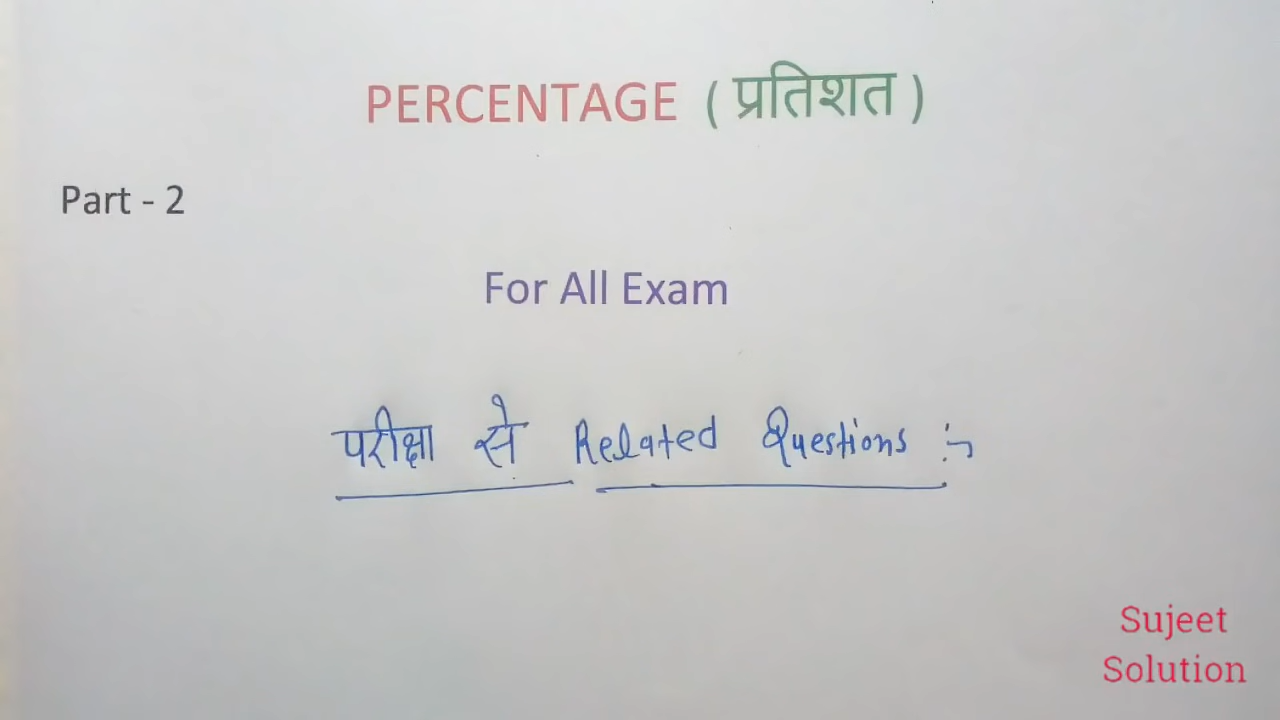 PERCENTAGE ( प्रतिशत )
Part - 2
For All Exam
परीक्षा से Related Questions :-
Sujeet
Solution